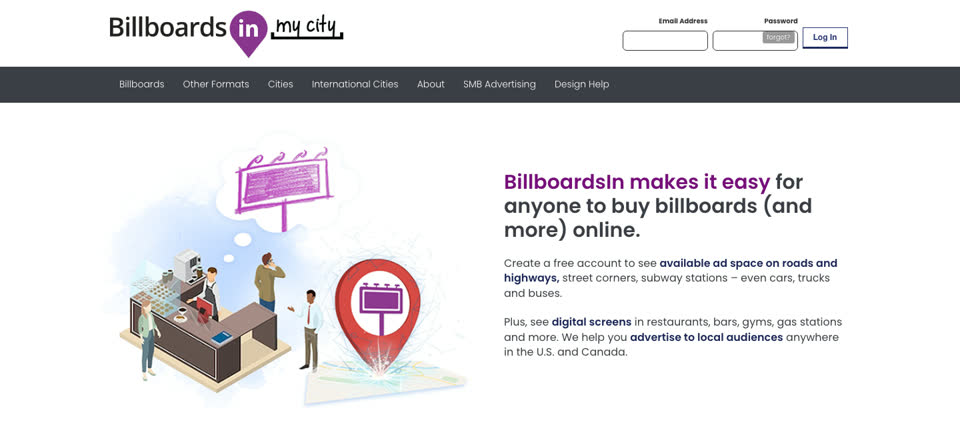 Billboards in my city
Email Address
Password
forgot?
Log In
Billboards
Other Formats
Cities
International Cities
About
SMB Advertising
Design Help
BillboardsIn makes it easy for
anyone to buy billboards (and
more) online.
Create a free account to see available ad space on roads and
highways, street corners, subway stations – even cars, trucks
and buses.
Plus, see digital screens in restaurants, bars, gyms, gas stations
and more. We help you advertise to local audiences anywhere
in the U.S. and Canada.